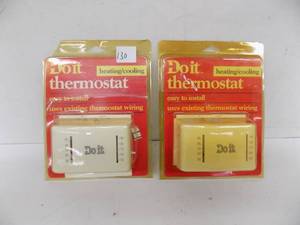 130
Do it
heating/cooling
thermostat
easy to install
uses existing thermostat wiring
Do it
Do it
heating/cooling
thermostat
easy to install
uses existing thermostat wiring
Do it